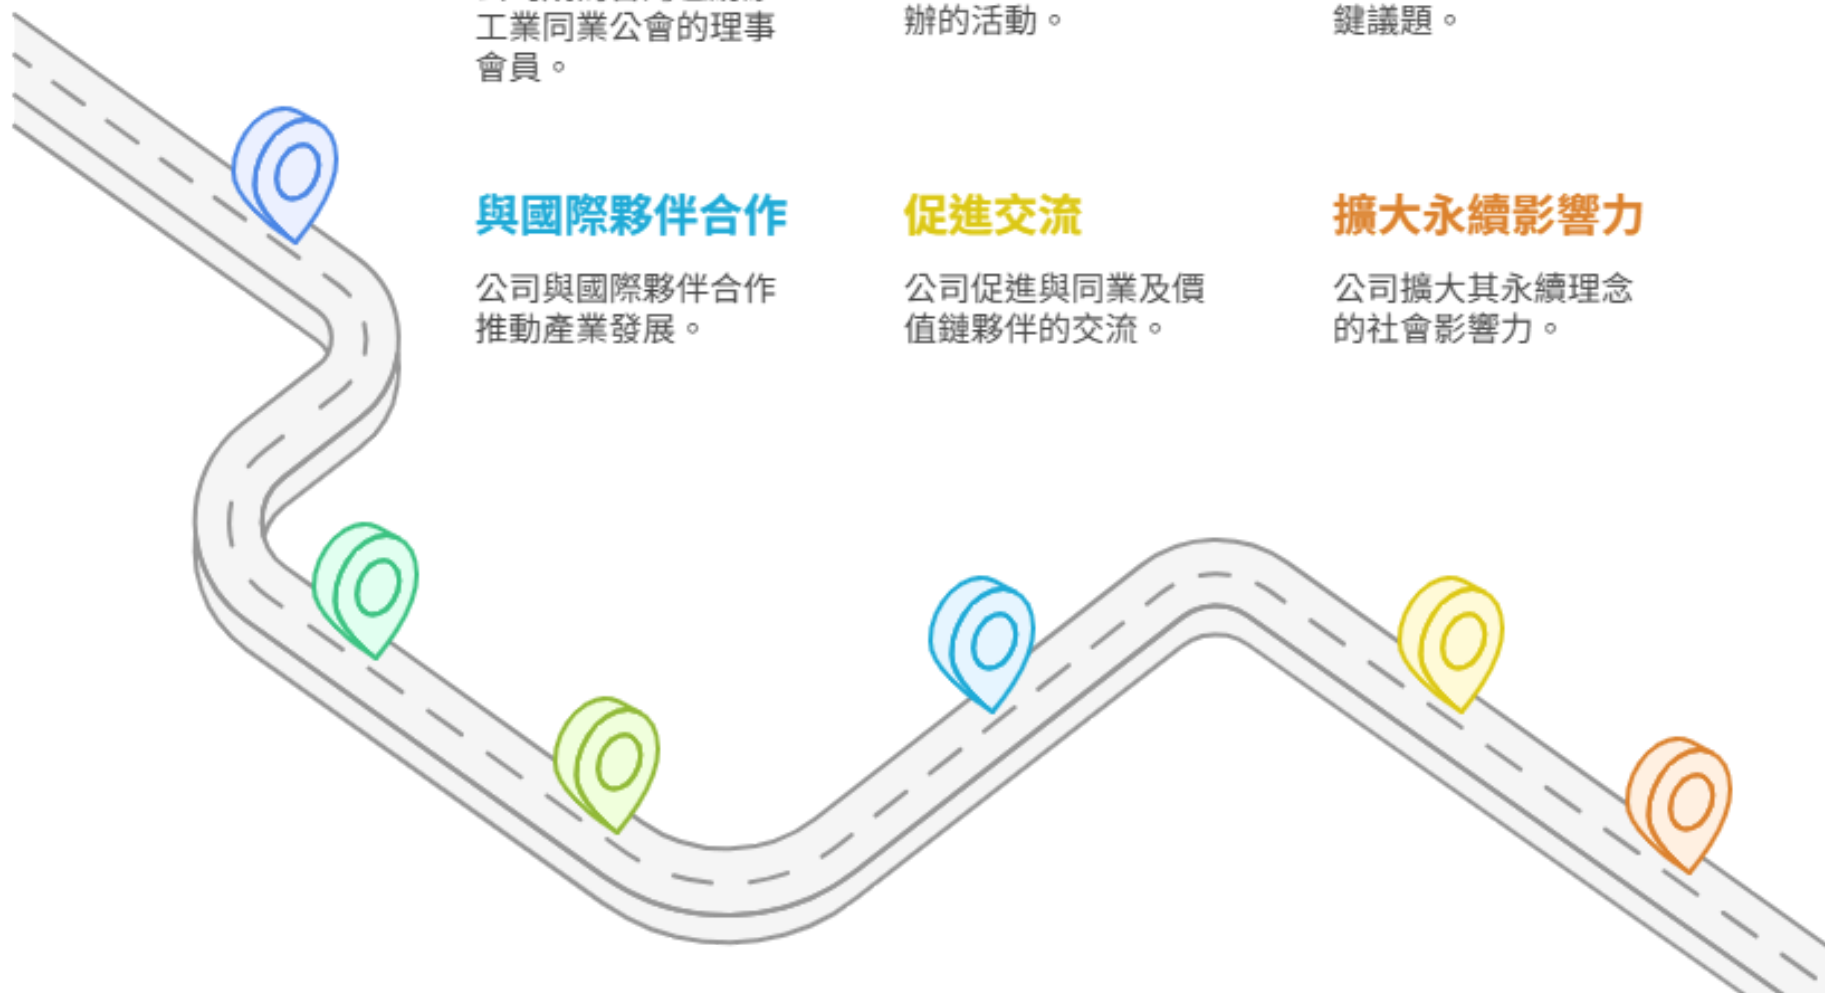 工業同業公會的理事
會員。
辦的活動。
鍵議題。
與國際夥伴合作
公司與國際夥伴合作
推動產業發展。
促進交流
公司促進與同業及價
值鏈夥伴的交流。
擴大永續影響力
公司擴大其永續理念
的社會影響力。